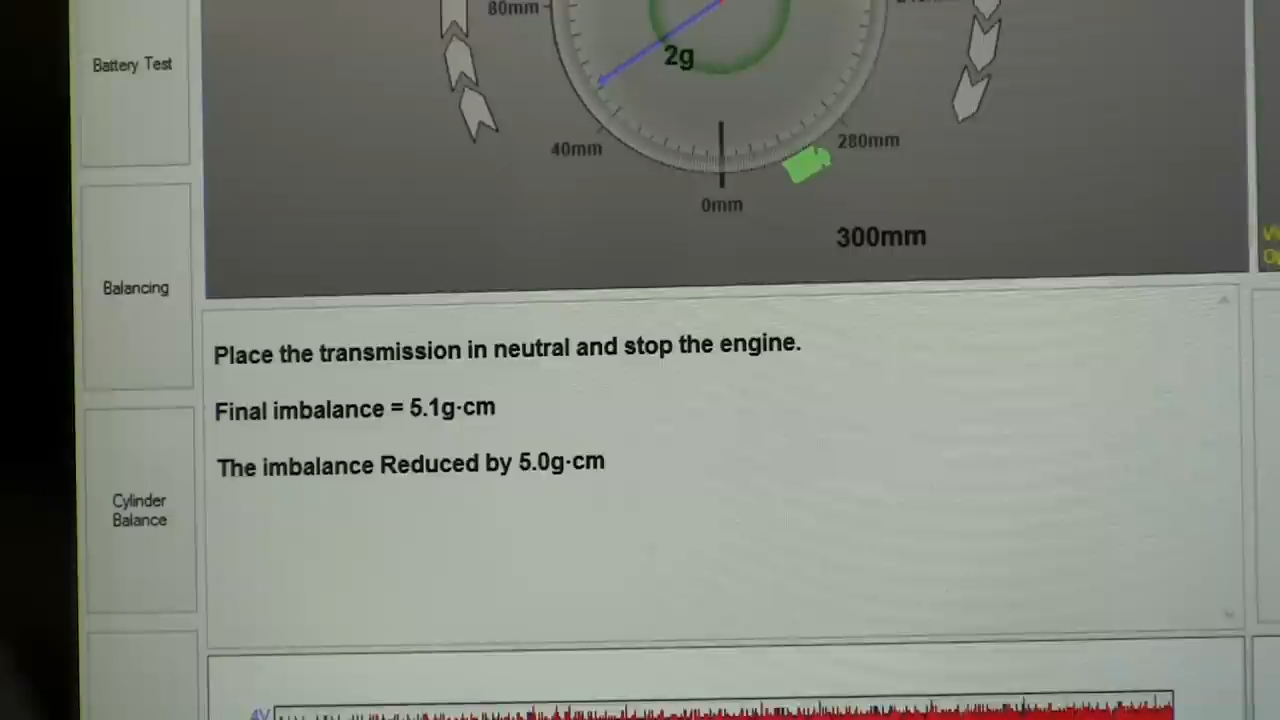 80mm
Battery Test
2g
40mm
280mm
0mm
300mm
Balancing
Place the transmission in neutral and stop the engine.
Final imbalance = 5.1g·cm
The imbalance Reduced by 5.0g·cm
Cylinder
Balance
4V